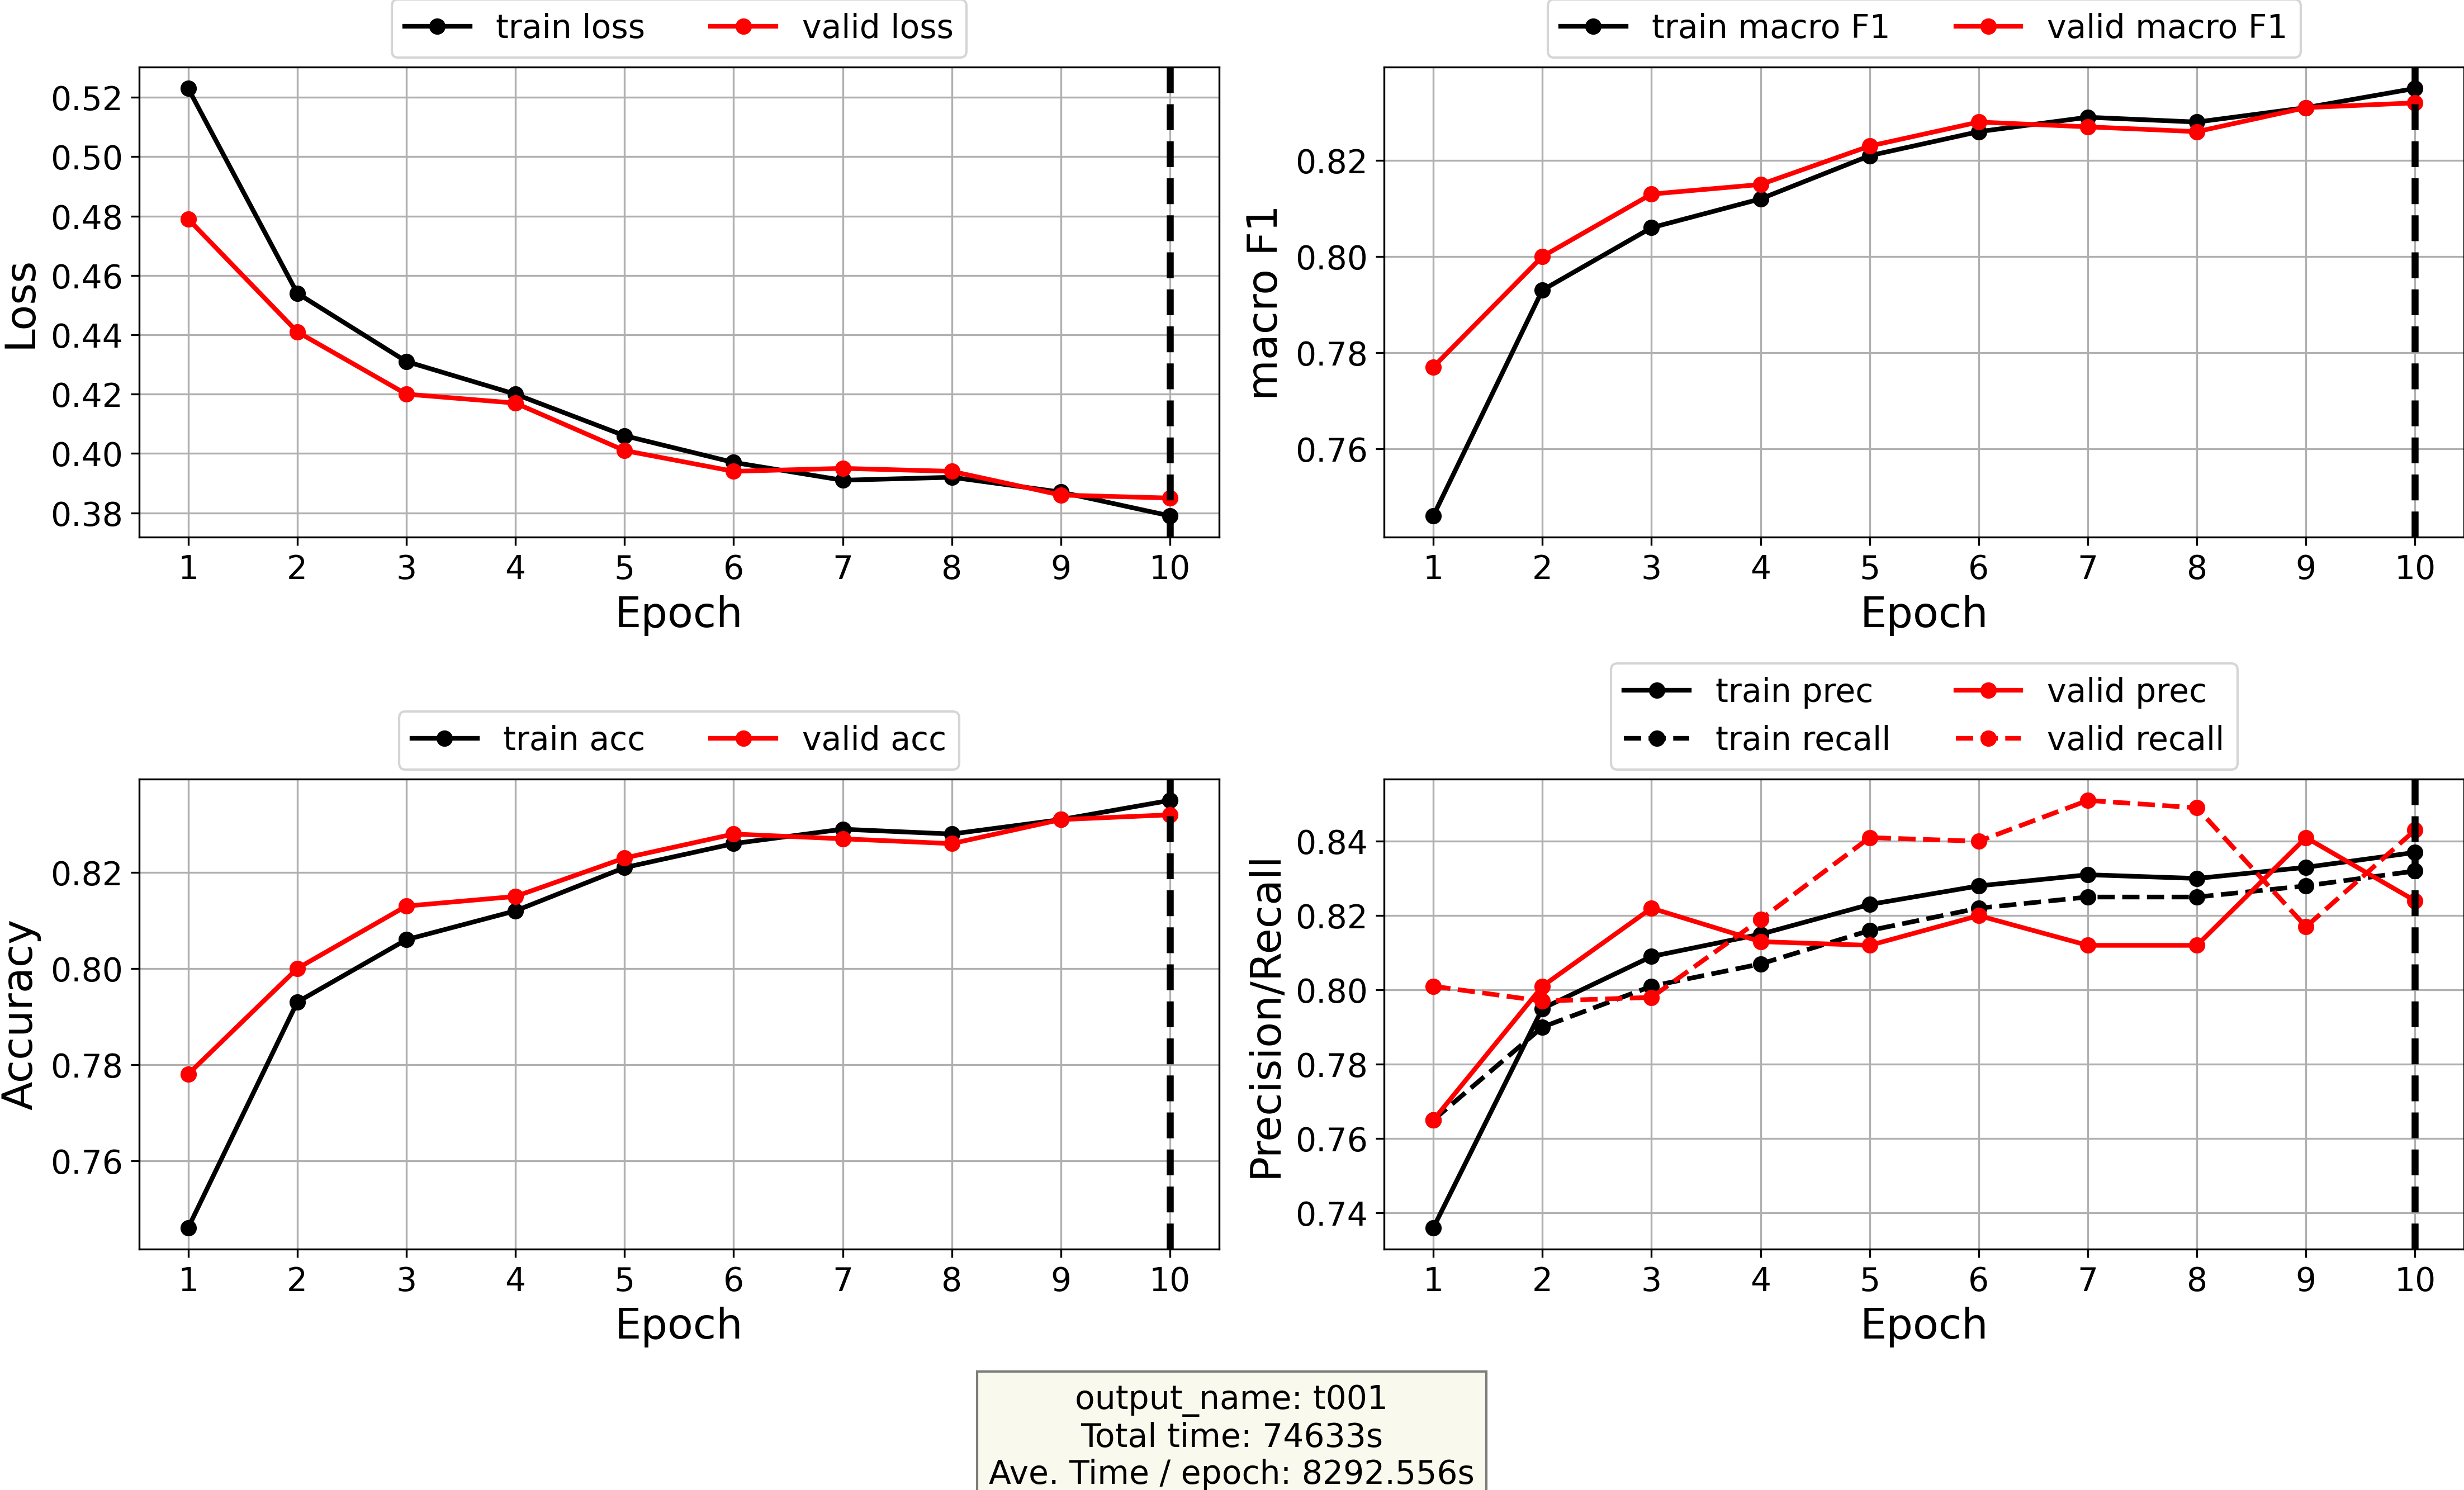 train loss valid loss
0.52
0.50
0.48
0.46
0.44
0.42
0.40
0.38
Loss
1 2 3 4 5 6 7 8 9 10
Epoch
train macro F1 valid macro F1
0.82
0.80
0.78
0.76
macro F1
1 2 3 4 5 6 7 8 9 10
Epoch
train acc valid acc
0.82
0.80
0.78
0.76
Accuracy
1 2 3 4 5 6 7 8 9 10
Epoch
train prec valid prec
train recall valid recall
0.84
0.82
0.80
0.78
0.76
0.74
Precision/Recall
1 2 3 4 5 6 7 8 9 10
Epoch
output_name: t001
Total time: 74633s
Ave. Time / epoch: 8292.556s